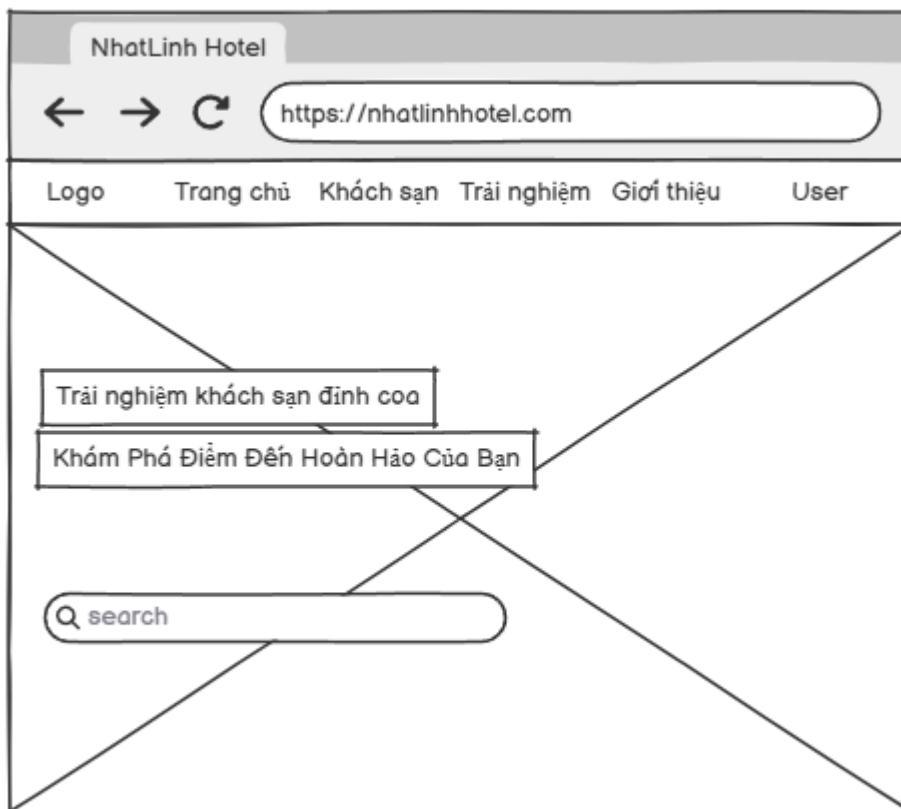 NhatLinh Hotel
https://nhatlinhhotel.com
Logo Trang chủ Khách sạn Trải nghiệm Giới thiệu User
Trải nghiệm khách sạn đỉnh coa
Khám Phá Điểm Đến Hoàn Hảo Của Bạn
search